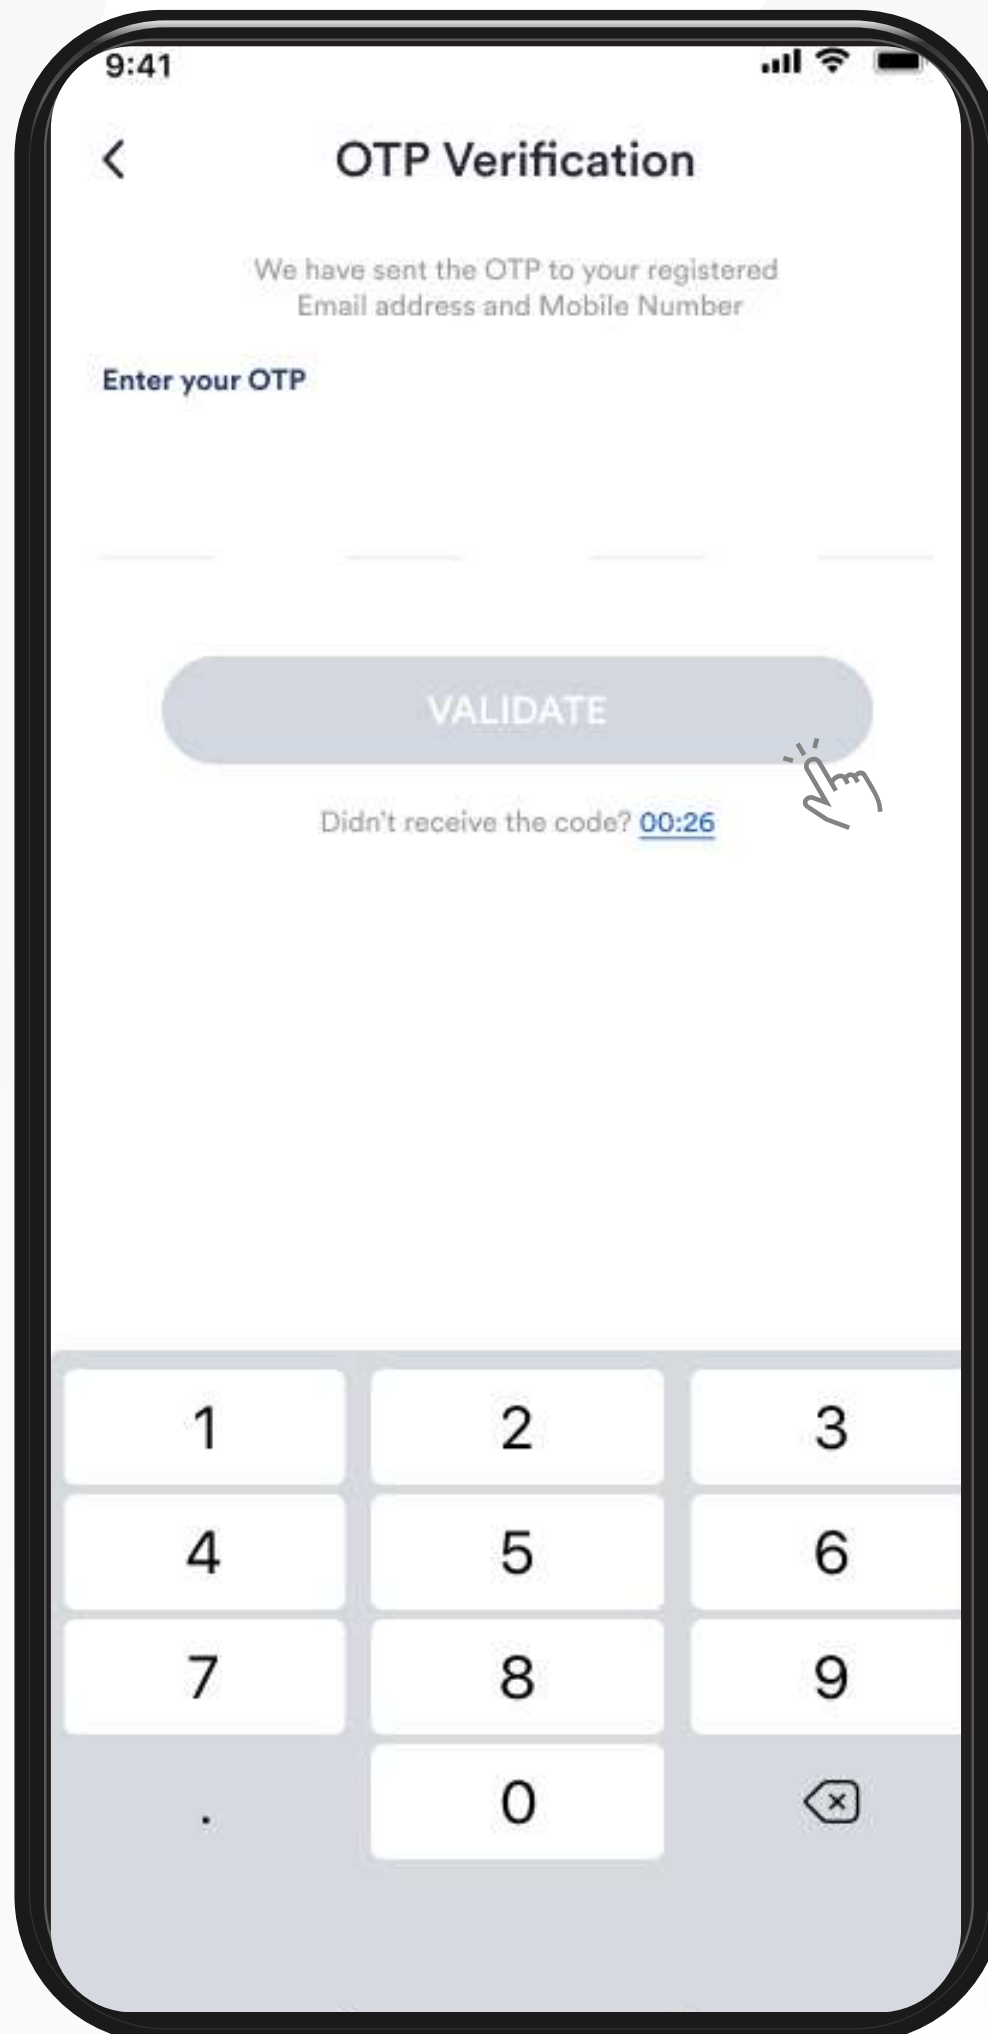 9:41
OTP Verification
We have sent the OTP to your registered
Email address and Mobile Number
Enter your OTP
VALIDATE
Didn't receive the code? 00:26
1 2 3
4 5 6
7 8 9
. 0